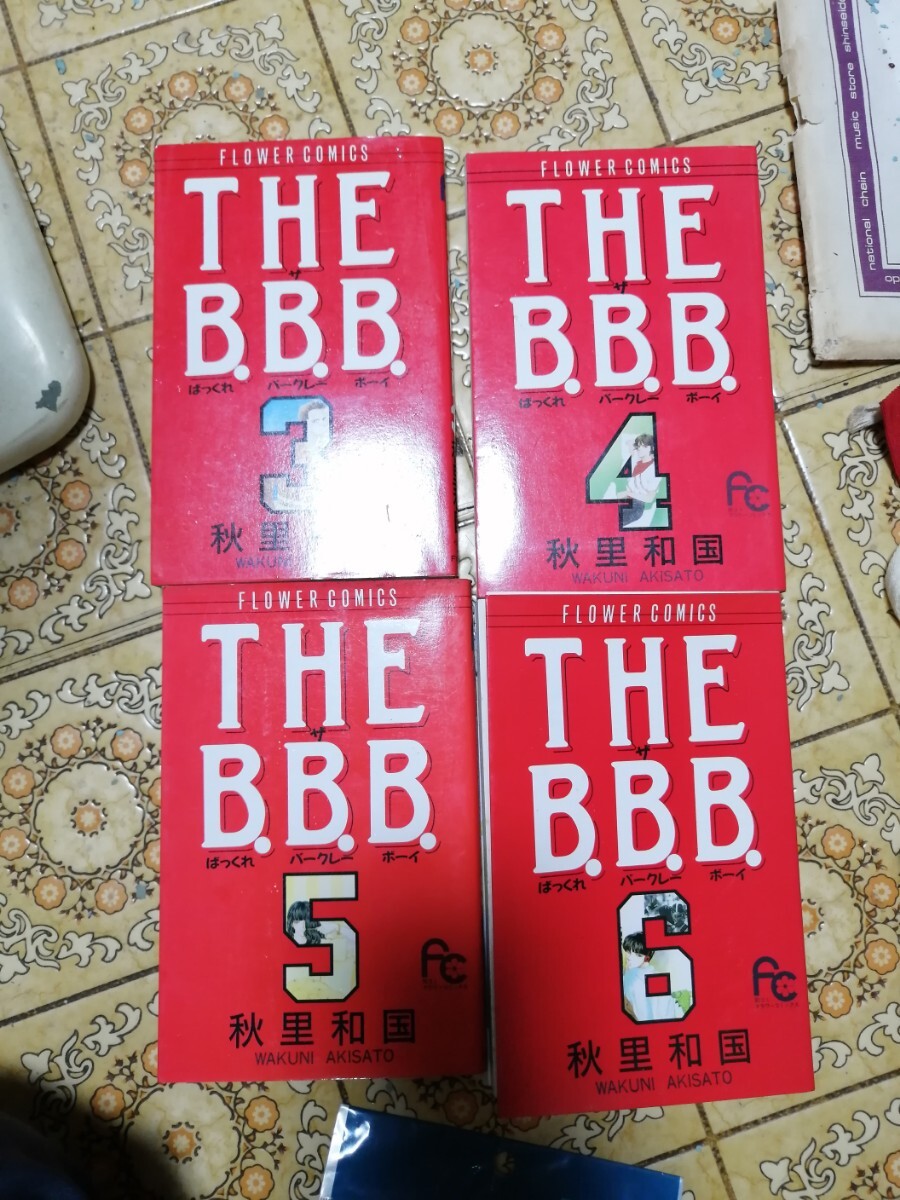 FLOWER COMICS
THE
ザ
B.B.B.
ばっくれ バークレー ボーイ
3
秋里
WAKUNI
FLOWER COMICS
THE
ザ
B.B.B.
ばっくれ バークレー ボーイ
4
FC
秋里和国
WAKUNI AKISATO
FLOWER COMICS
THE
ザ
B.B.B.
ばっくれ バークレー ボーイ
5
FC
秋里和国
WAKUNI AKISATO
FLOWER COMICS
THE
ザ
B.B.B.
ばっくれ バークレー ボーイ
6
FC
秋里和国
WAKUNI AKISATO
national chain music store shinseido